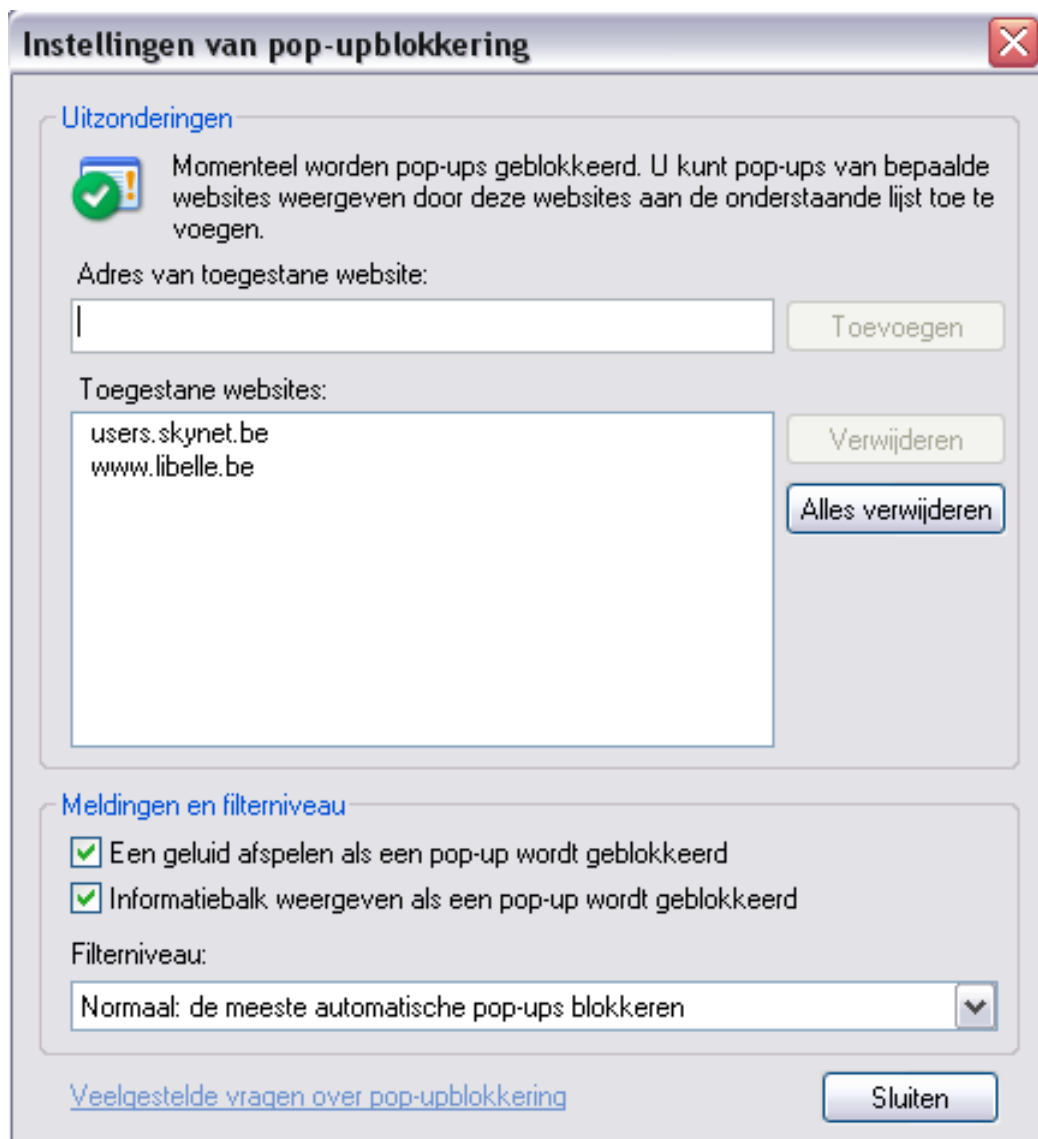 Instellingen van pop-upblokkering
Uitzonderingen
Momenteel worden pop-ups geblokkeerd. U kunt pop-ups van bepaalde
websites weergeven door deze websites aan de onderstaande lijst toe te
voegen.
Adres van toegestane website:
Toevoegen
Toegestane websites:
users.skynet.be
www.libelle.be
Verwijderen
Alles verwijderen
Meldingen en filterniveau
Een geluid afspelen als een pop-up wordt geblokkeerd
Informatiebalk weergeven als een pop-up wordt geblokkeerd
Filterniveau:
Normaal: de meeste automatische pop-ups blokkeren
Veelgestelde vragen over pop-upblokkering
Sluiten